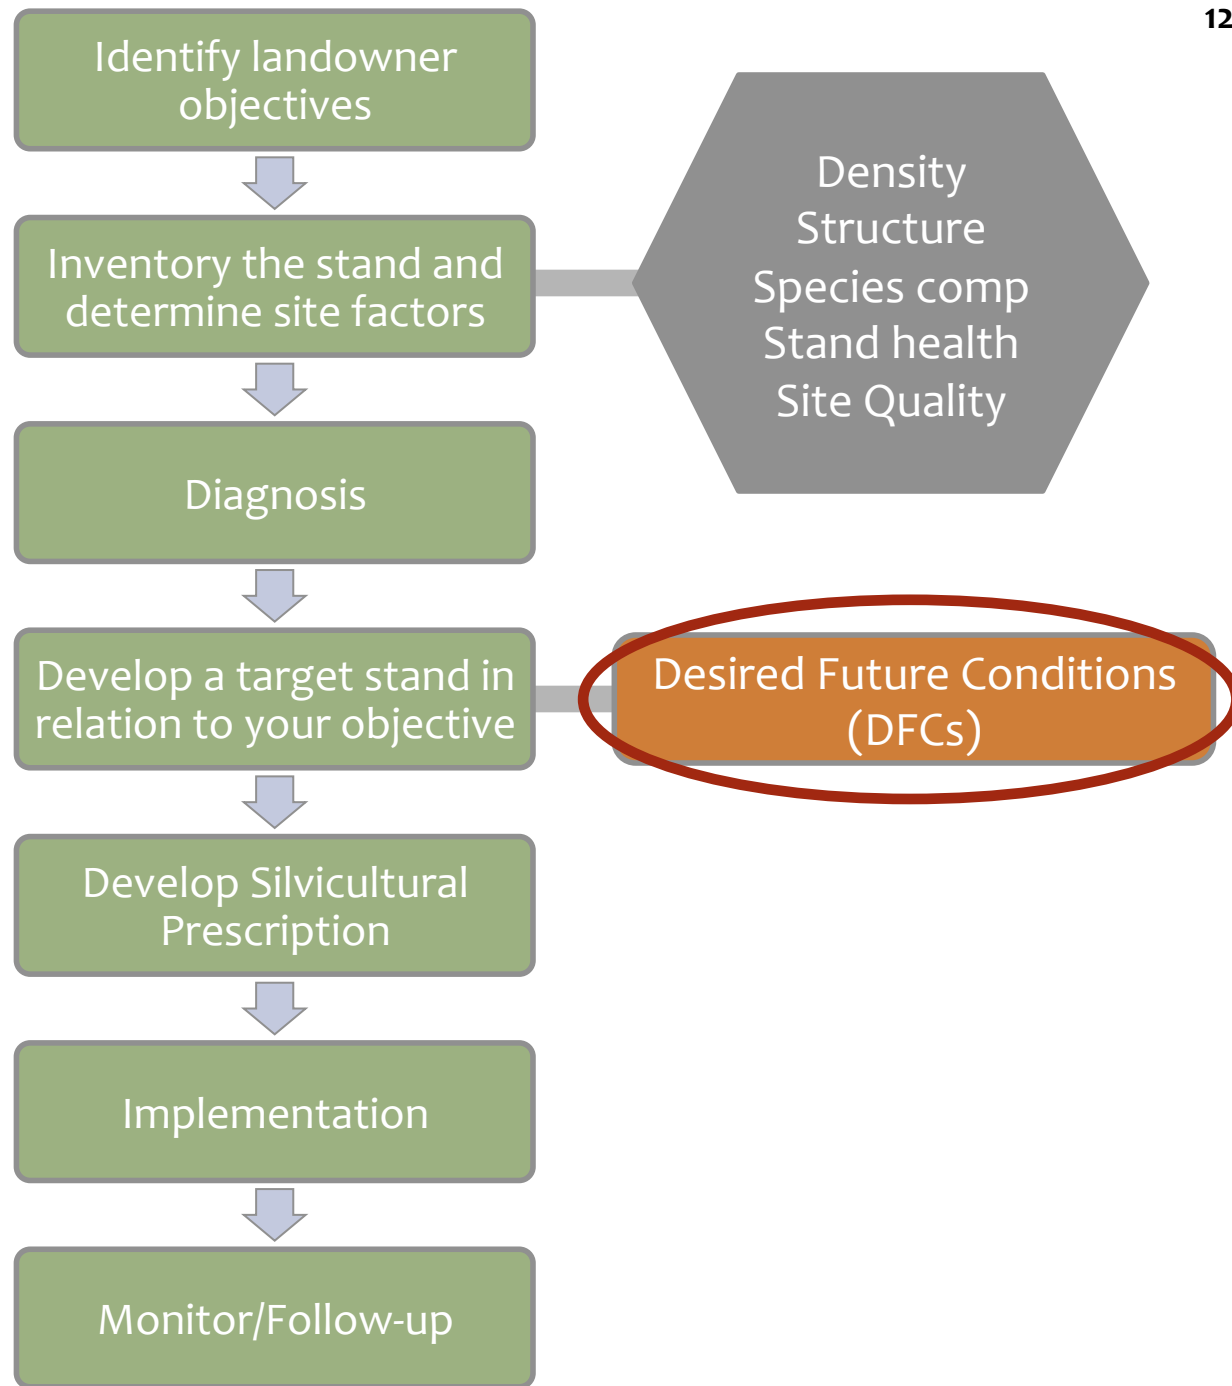 12
Identify landowner
objectives
Inventory the stand and
determine site factors
Density
Structure
Species comp
Stand health
Site Quality
Diagnosis
Develop a target stand in
relation to your objective
Desired Future Conditions
(DFCs)
Develop Silvicultural
Prescription
Implementation
Monitor/Follow-up